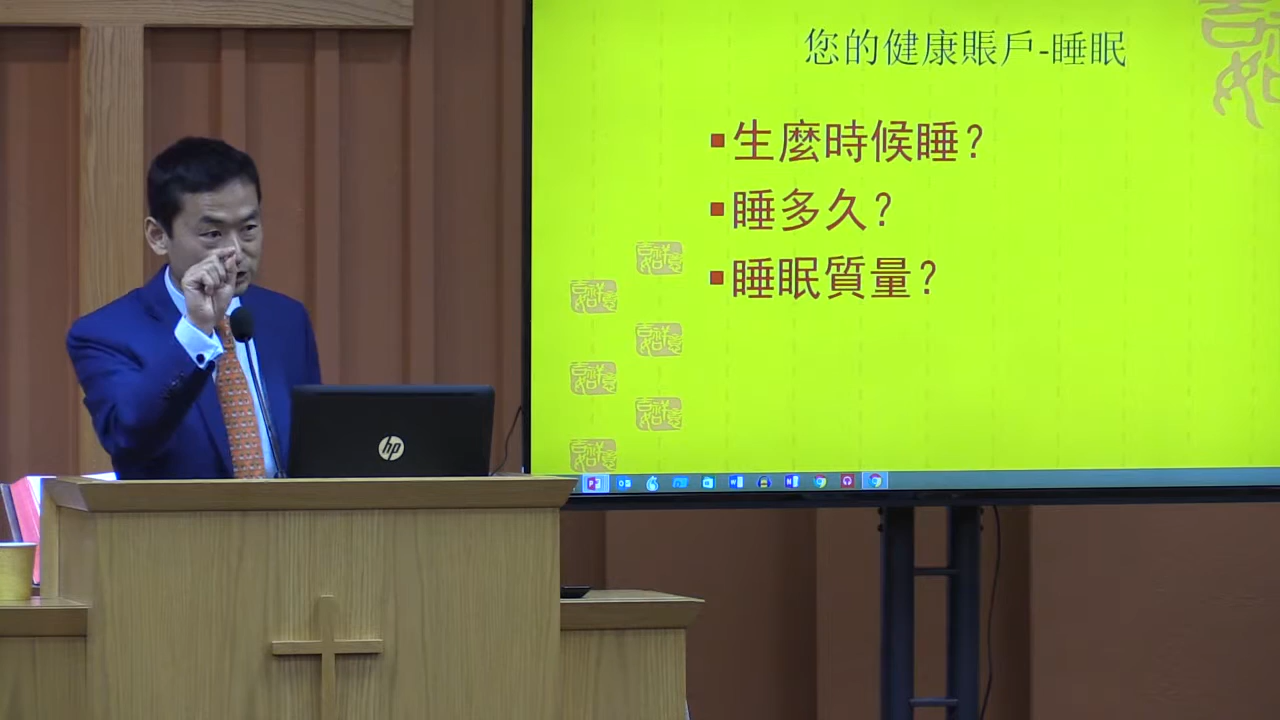 您的健康賬戶-睡眠
▪生麼時候睡？
▪睡多久？
▪睡眠質量？
hp